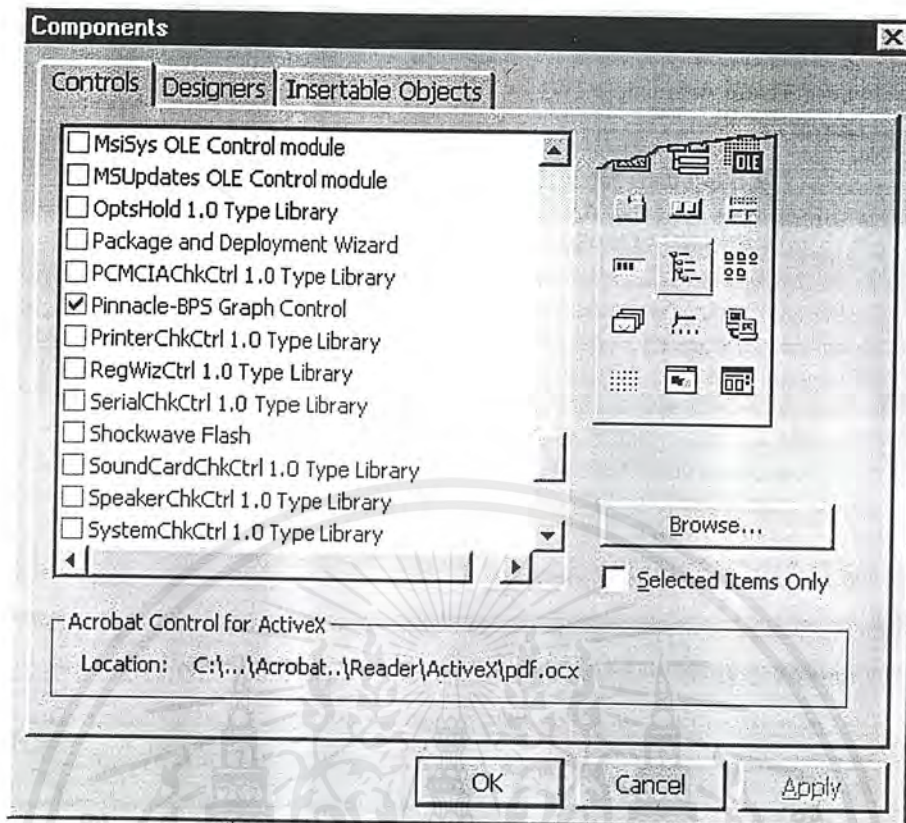 Components
Controls
Designers
Insertable Objects
MsiSys OLE Control module
MSUpdates OLE Control module
OptsHold 1.0 Type Library
Package and Deployment Wizard
PCMCIAChkCtrl 1.0 Type Library
Pinnacle-BPS Graph Control
PrinterChkCtrl 1.0 Type Library
RegWizCtrl 1.0 Type Library
SerialChkCtrl 1.0 Type Library
Shockwave Flash
SoundCardChkCtrl 1.0 Type Library
SpeakerChkCtrl 1.0 Type Library
SystemChkCtrl 1.0 Type Library
OLE
Browse...
Selected Items Only
Acrobat Control for ActiveX
Location: C:\...\Acrobat..\Reader\ActiveX\pdf.ocx
OK
Cancel
Apply